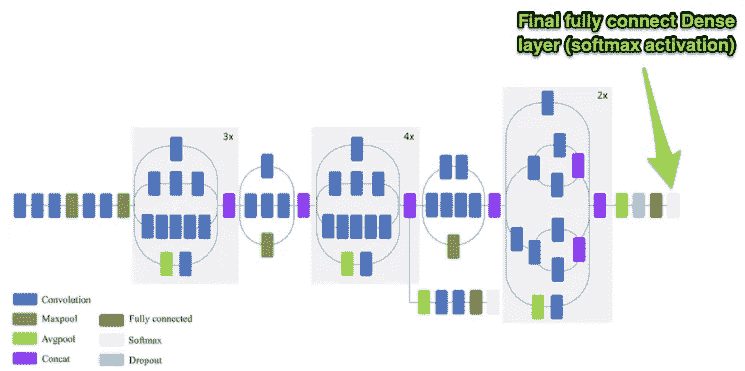 Final fully connect Dense
layer (softmax activation)
3x
4x
2x
Convolution
Maxpool
Avgpool
Concat
Fully connected
Softmax
Dropout